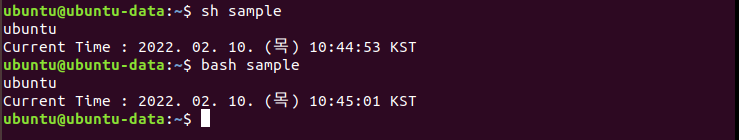 ubuntu@ubuntu-data:~$ sh sample
ubuntu
Current Time : 2022. 02. 10. (목) 10:44:53 KST
ubuntu@ubuntu-data:~$ bash sample
ubuntu
Current Time : 2022. 02. 10. (목) 10:45:01 KST
ubuntu@ubuntu-data:~$